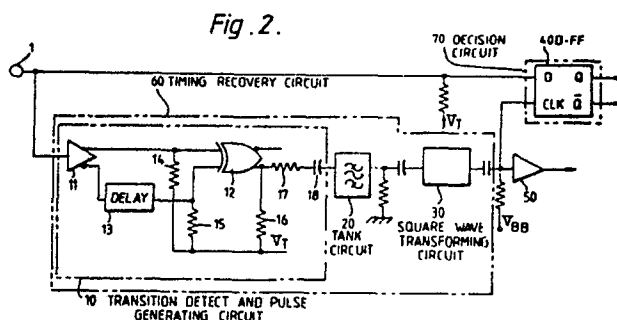 Fig. 2.
70 DECISION CIRCUIT
40D-FF
1
60 TIMING RECOVERY CIRCUIT
D Q
CLK Q̅
V̅T
14
11
12
17
18
50
DELAY
13
15
16
V̅T
20 TANK CIRCUIT
30 SQUARE WAVE TRANSFORMING CIRCUIT
V̅BB
10 TRANSITION DETECT AND PULSE GENERATING CIRCUIT